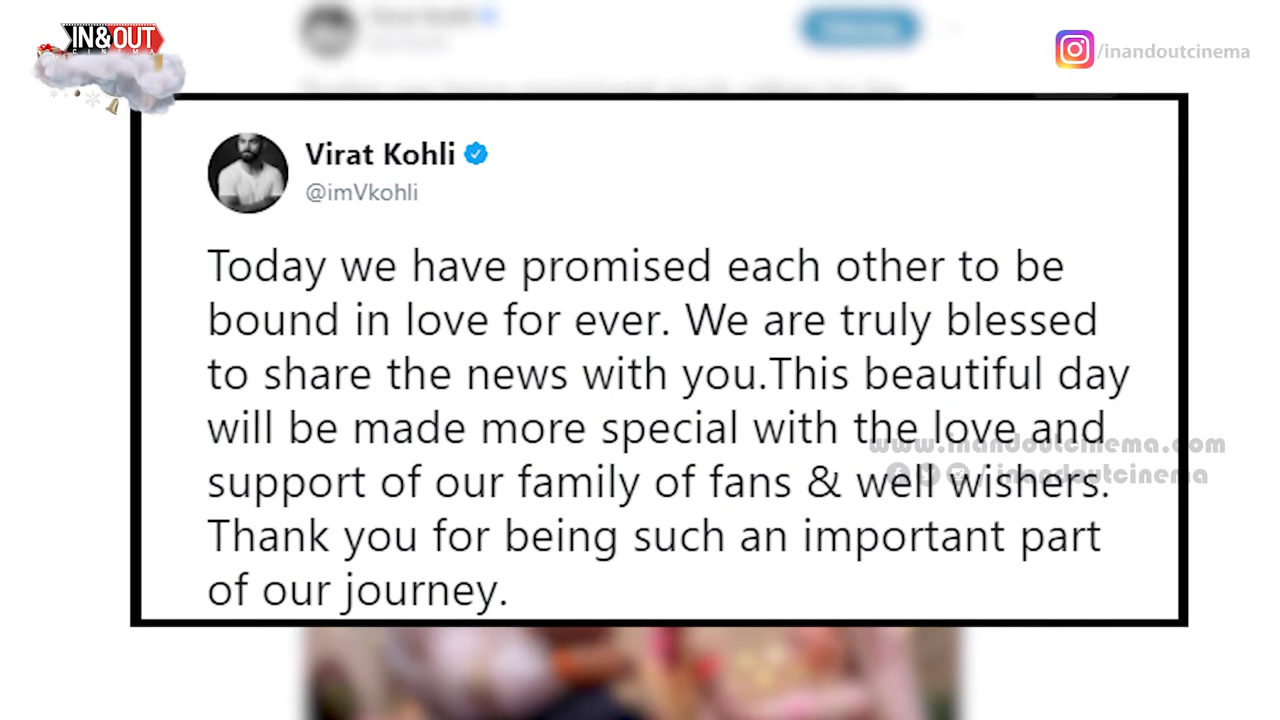 IN&OUT
CINEMA
/inandoutcinema
Virat Kohli
@imVkohli
Today we have promised each other to be
bound in love for ever. We are truly blessed
to share the news with you.This beautiful day
will be made more special with the love and
support of our family of fans & well wishers.
Thank you for being such an important part
of our journey.
www.inandoutcinema.com
/ inandoutcinema